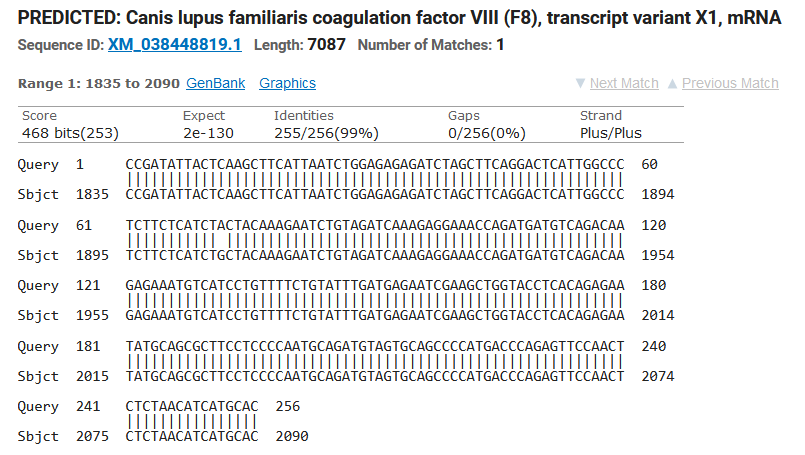 PREDICTED: Canis lupus familiaris coagulation factor VIII (F8), transcript variant X1, mRNA
Sequence ID: XM_038448819.1 Length: 7087 Number of Matches: 1
Range 1: 1835 to 2090 GenBank Graphics ▼ Next Match ▲ Previous Match
Score Expect Identities Gaps Strand
468 bits(253) 2e-130 255/256(99%) 0/256(0%) Plus/Plus
Query 1 CCGATATTACTCAAGCTTCATTAATCTGGAGAGAGATCTAGCTTCAGGACTCATTGGCCC 60
Sbjct 1835 CCGATATTACTCAAGCTTCATTAATCTGGAGAGAGATCTAGCTTCAGGACTCATTGGCCC 1894
Query 61 TCTTCTCATCTACTACAAAGAATCTGTAGATCAAAGAGGAAACCAGATGATGTCAGACAA 120
Sbjct 1895 TCTTCTCATCTGCTACAAAGAATCTGTAGATCAAAGAGGAAACCAGATGATGTCAGACAA 1954
Query 121 GAGAAATGTCATCCTGTTTTCTGTATTTGATGAGAATCGAAGCTGGTACCTCACAGAGAA 180
Sbjct 1955 GAGAAATGTCATCCTGTTTTCTGTATTTGATGAGAATCGAAGCTGGTACCTCACAGAGAA 2014
Query 181 TATGCAGCGCTTCCTCCCCAATGCAGATGTAGTGCAGCCCCATGACCCAGAGTTCCAACT 240
Sbjct 2015 TATGCAGCGCTTCCTCCCCAATGCAGATGTAGTGCAGCCCCATGACCCAGAGTTCCAACT 2074
Query 241 CTCTAACATCATGCAC 256
Sbjct 2075 CTCTAACATCATGCAC 2090